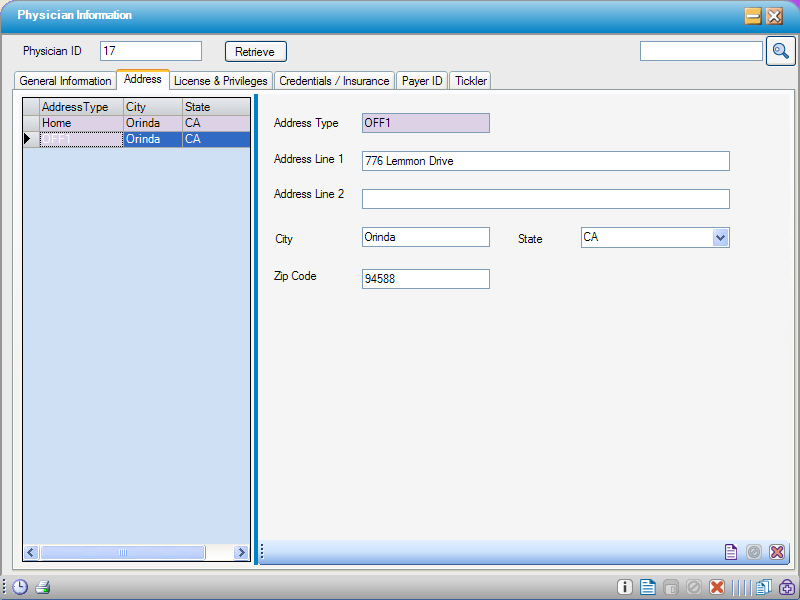 Physician Information
Physician ID 17 Retrieve
General Information Address License & Privileges Credentials / Insurance Payer ID Tickler
AddressType City State
Home Orinda CA
OFF1 Orinda CA
Address Type OFF1
Address Line 1 776 Lemmon Drive
Address Line 2
City Orinda State CA
Zip Code 94588